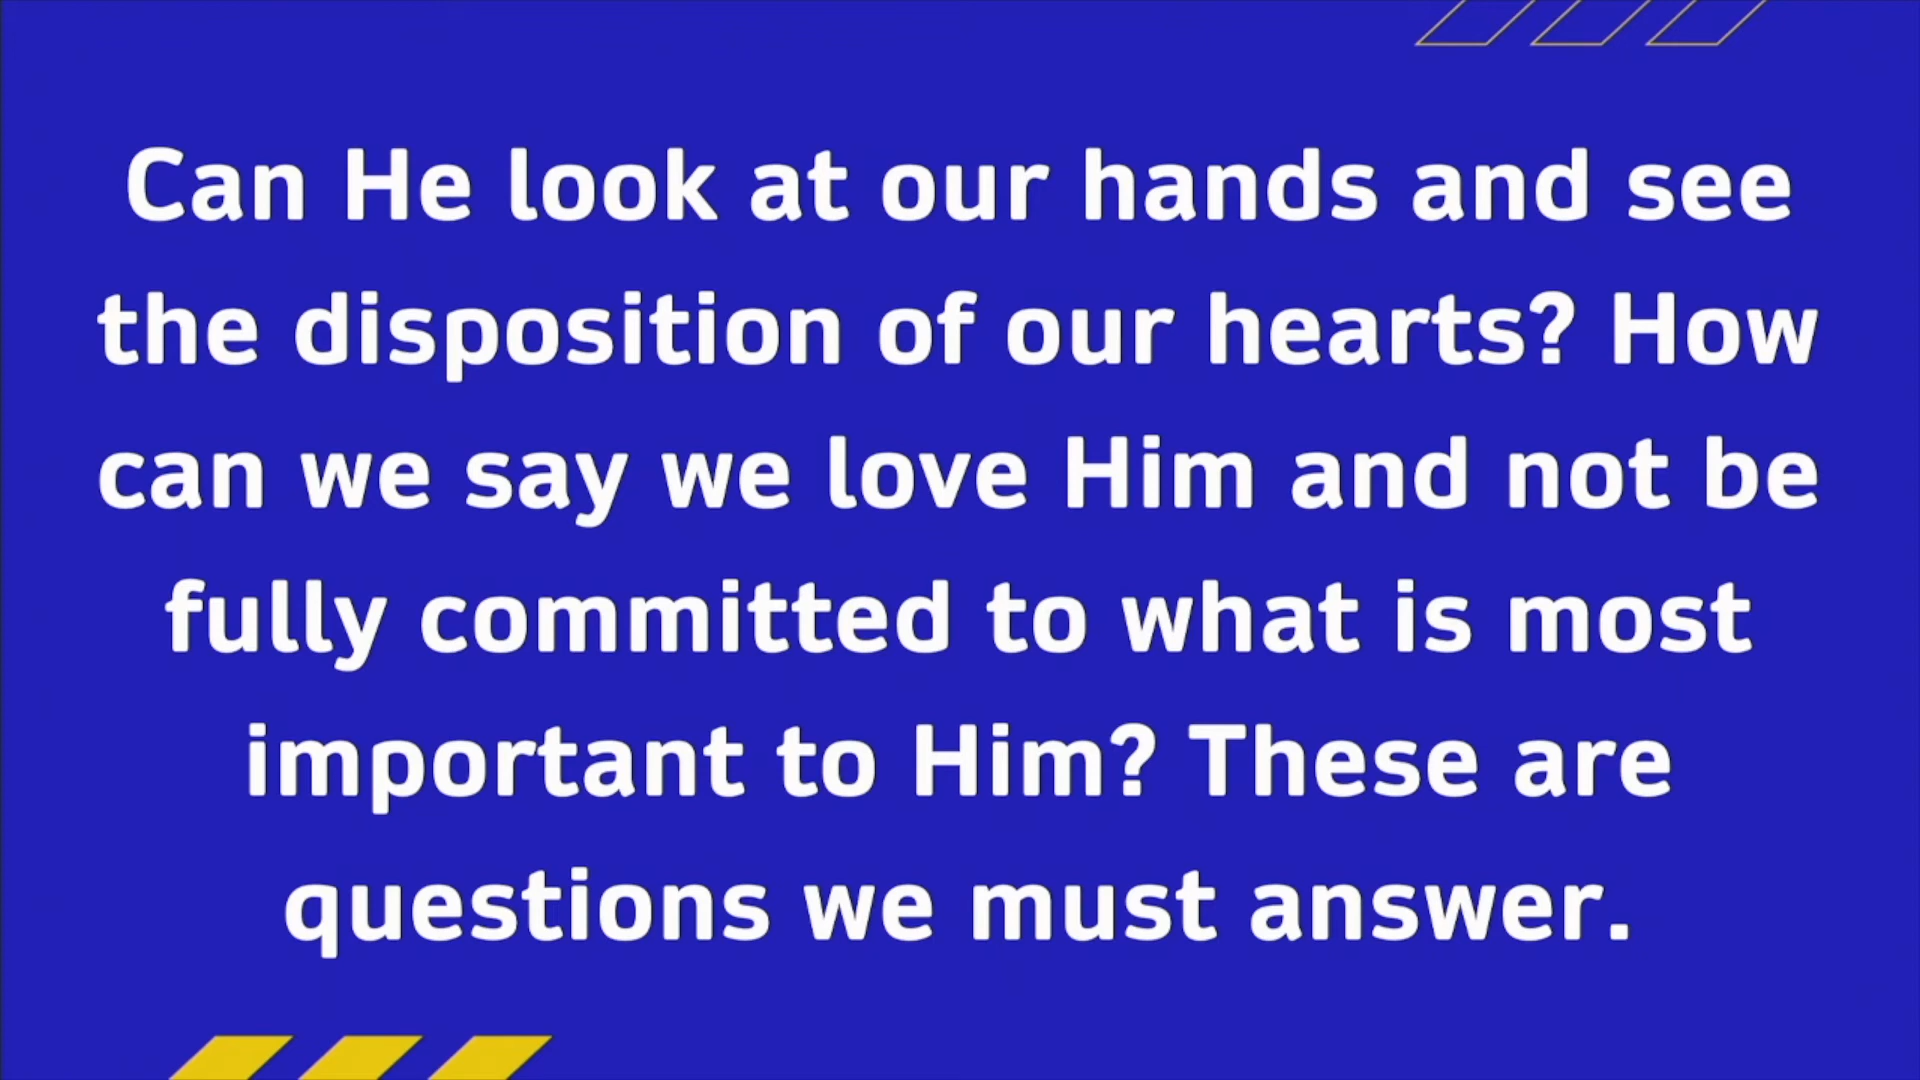 Can He look at our hands and see
the disposition of our hearts? How
can we say we love Him and not be
fully committed to what is most
important to Him? These are
questions we must answer.